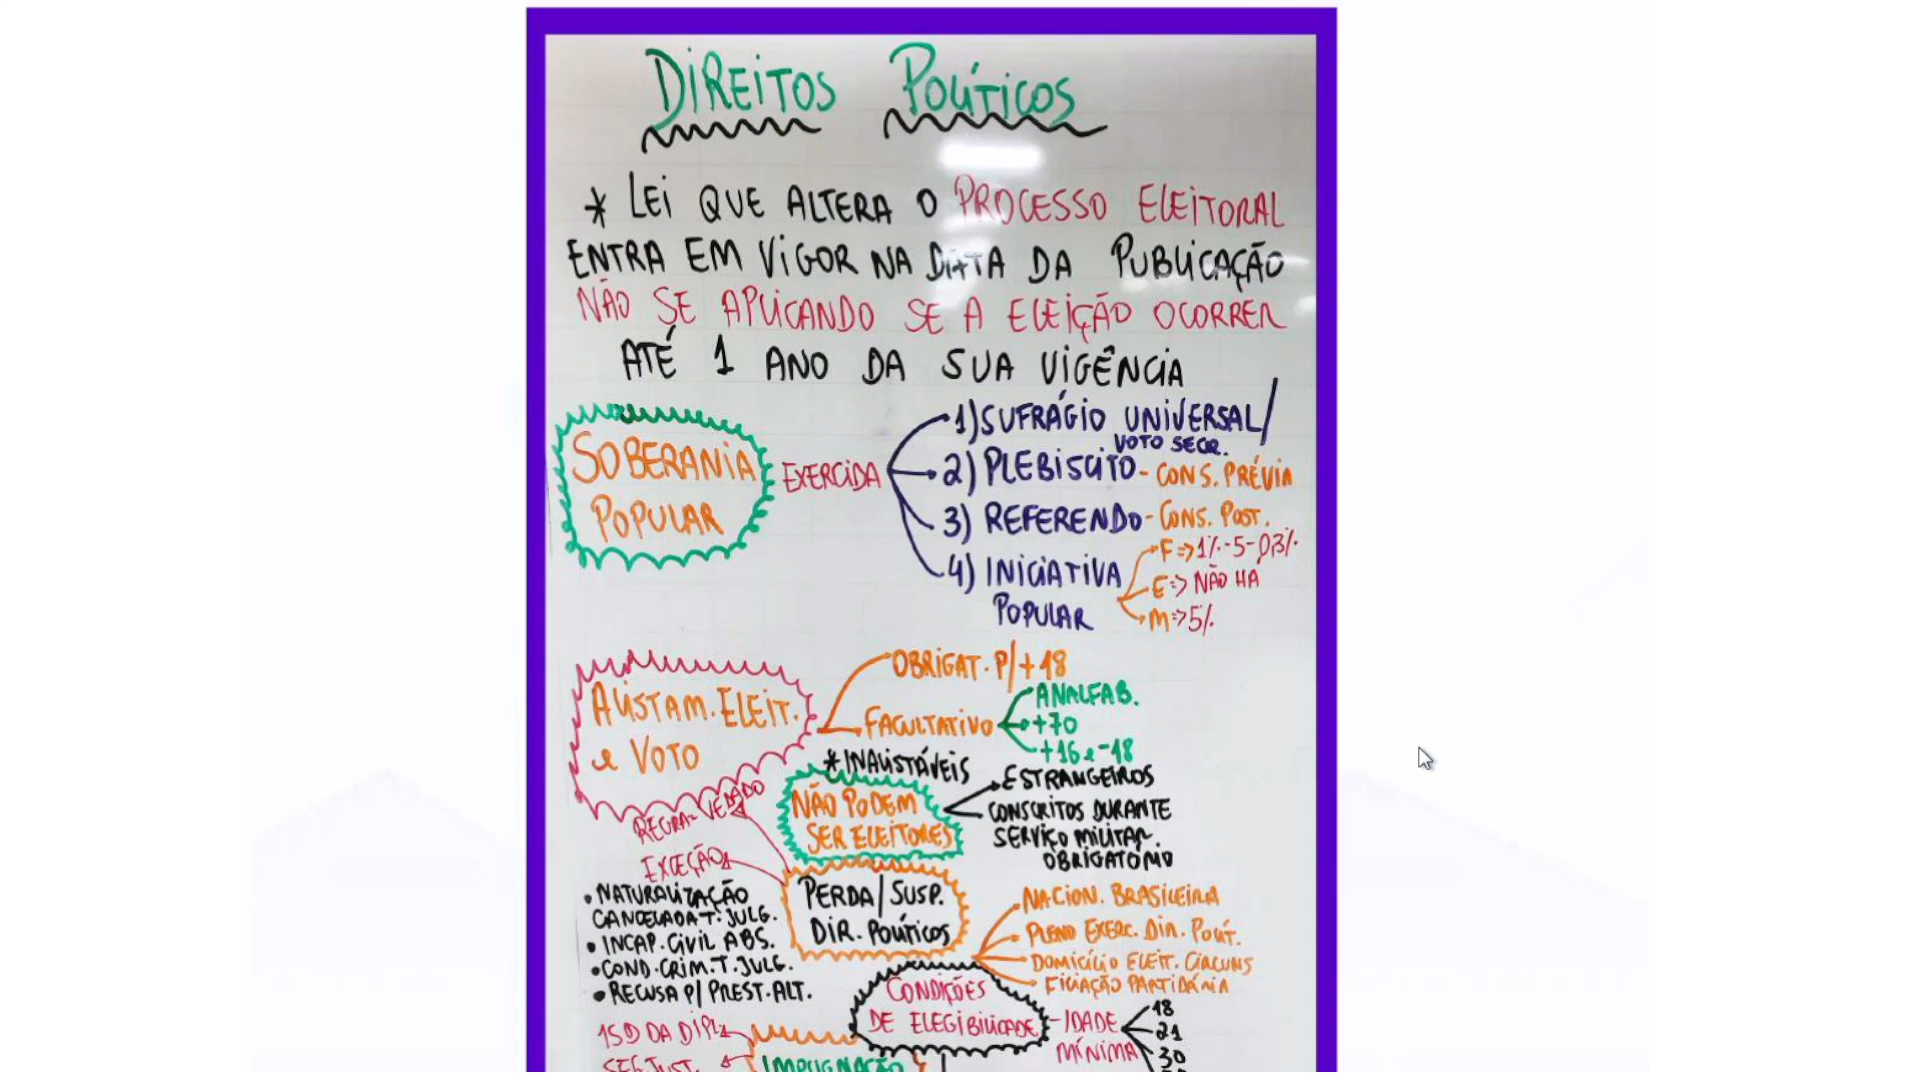 DIREITOS POLÍTICOS
* LEI QUE ALTERA O PROCESSO ELEITORAL
ENTRA EM VIGOR NA DATA DA PUBLICAÇÃO
NÃO SE APLICANDO SE A ELEIÇÃO OCORRER
ATÉ 1 ANO DA SUA VIGÊNCIA
SOBERANIA
POPULAR
EXERCIDA
1) SUFRÁGIO UNIVERSAL/
VOTO SECR.
2) PLEBISCITO - CONS. PRÉVIA
3) REFERENDO - CONS. POST.
4) INICIATIVA
POPULAR
F => 1% - 5 - 0,3%
E => NÃO HÁ
M => 5%
ALISTAM. ELEIT.
e VOTO
OBRIGAT. P/ +18
FACULTATIVO
ANALFAB.
+70
+16 e -18
* INALISTÁVEIS
NÃO PODEM
SER ELEITORES
ESTRANGEIROS
CONSCRITOS DURANTE
SERVIÇO MILITAR
OBRIGATÓRIO
REGRA = VEDADO
EXCEÇÃO
• NATURALIZAÇÃO
CANCELADA T. JULG.
• INCAP. CIVIL ABS.
• COND. CRIM. T. JULG.
• RECUSA P/ PREST. ALT.
PERDA/SUSP.
DIR. POLÍTICOS
NACION. BRASILEIRA
PLENO EXERC. DIR. POLÍT.
DOMICÍLIO ELEIT. CIRCUNS
FILIAÇÃO PARTIDÁRIA
CONDIÇÕES
DE ELEGIBILIDADE
- IDADE
MÍNIMA
18
21
30
15D DA DIPL
SEG. JUST.
IMPUGNAÇÃO